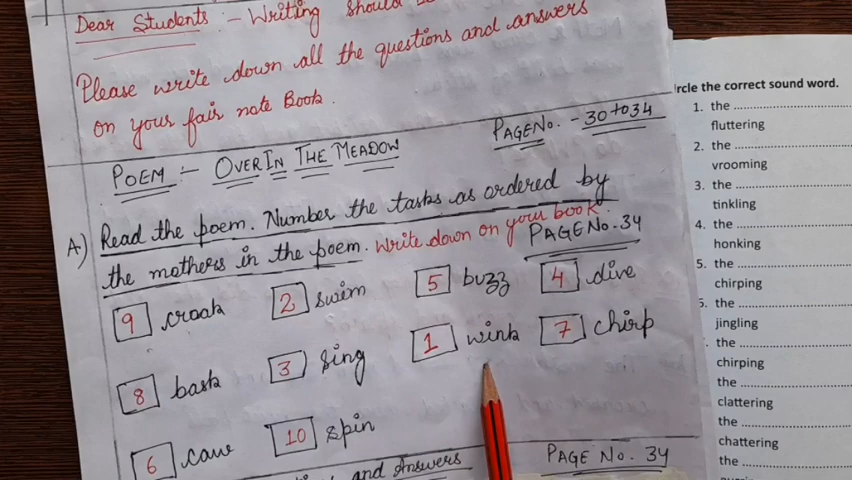 Dear Students :- Writing should
Please write down all the questions and answers
on your fair note Book.
PAGE No. - 30 to 34
POEM :- OVER IN THE MEADOW
A) Read the poem. Number the tasks as ordered by
the mothers in the poem. Write down on your book.
PAGE No. 34
9 croak 2 swim 5 buzz 4 dive
8 bask 3 sing 1 wink 7 chirp
6 caw 10 spin
and Answers PAGE No. 34
rcle the correct sound word.
1. the ....................
fluttering
2. the ....................
vrooming
3. the ....................
tinkling
4. the ....................
honking
5. the ....................
chirping
the ....................
jingling
the ....................
chirping
the ....................
clattering
the ....................
chattering
the ....................